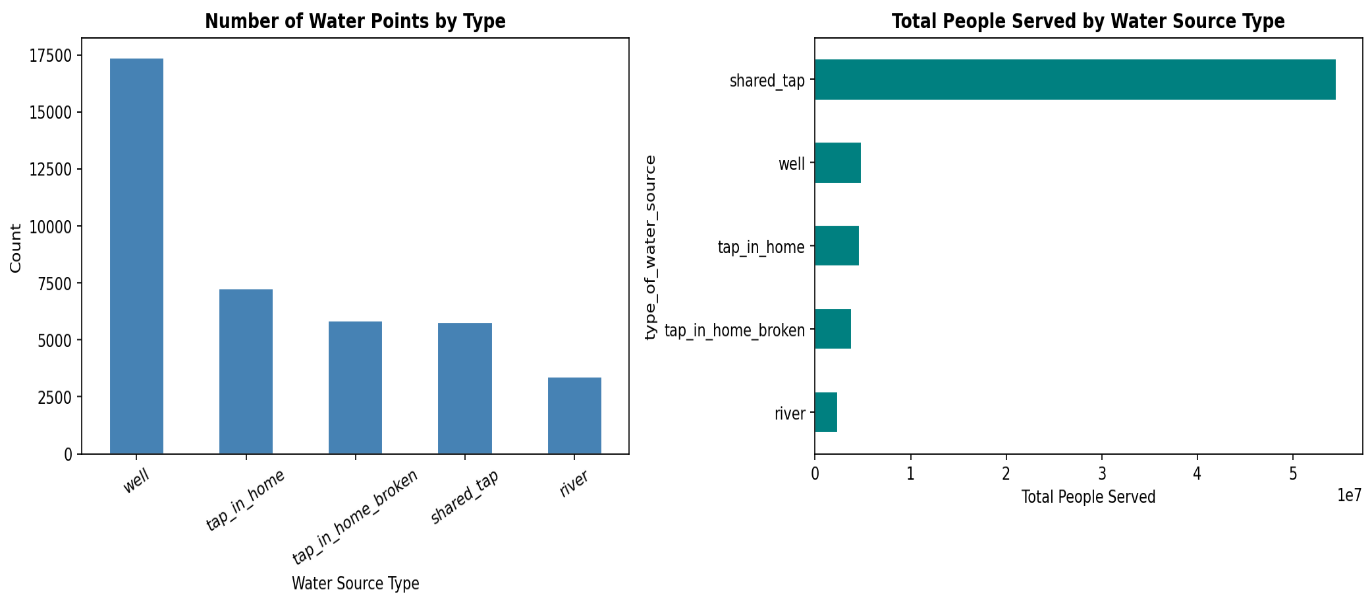 Number of Water Points by Type
Count
17500
15000
12500
10000
7500
5000
2500
0
well
tap_in_home
tap_in_home_broken
shared_tap
river
Water Source Type
Total People Served by Water Source Type
type_of_water_source
shared_tap
well
tap_in_home
tap_in_home_broken
river
0 1 2 3 4 5
1e7
Total People Served